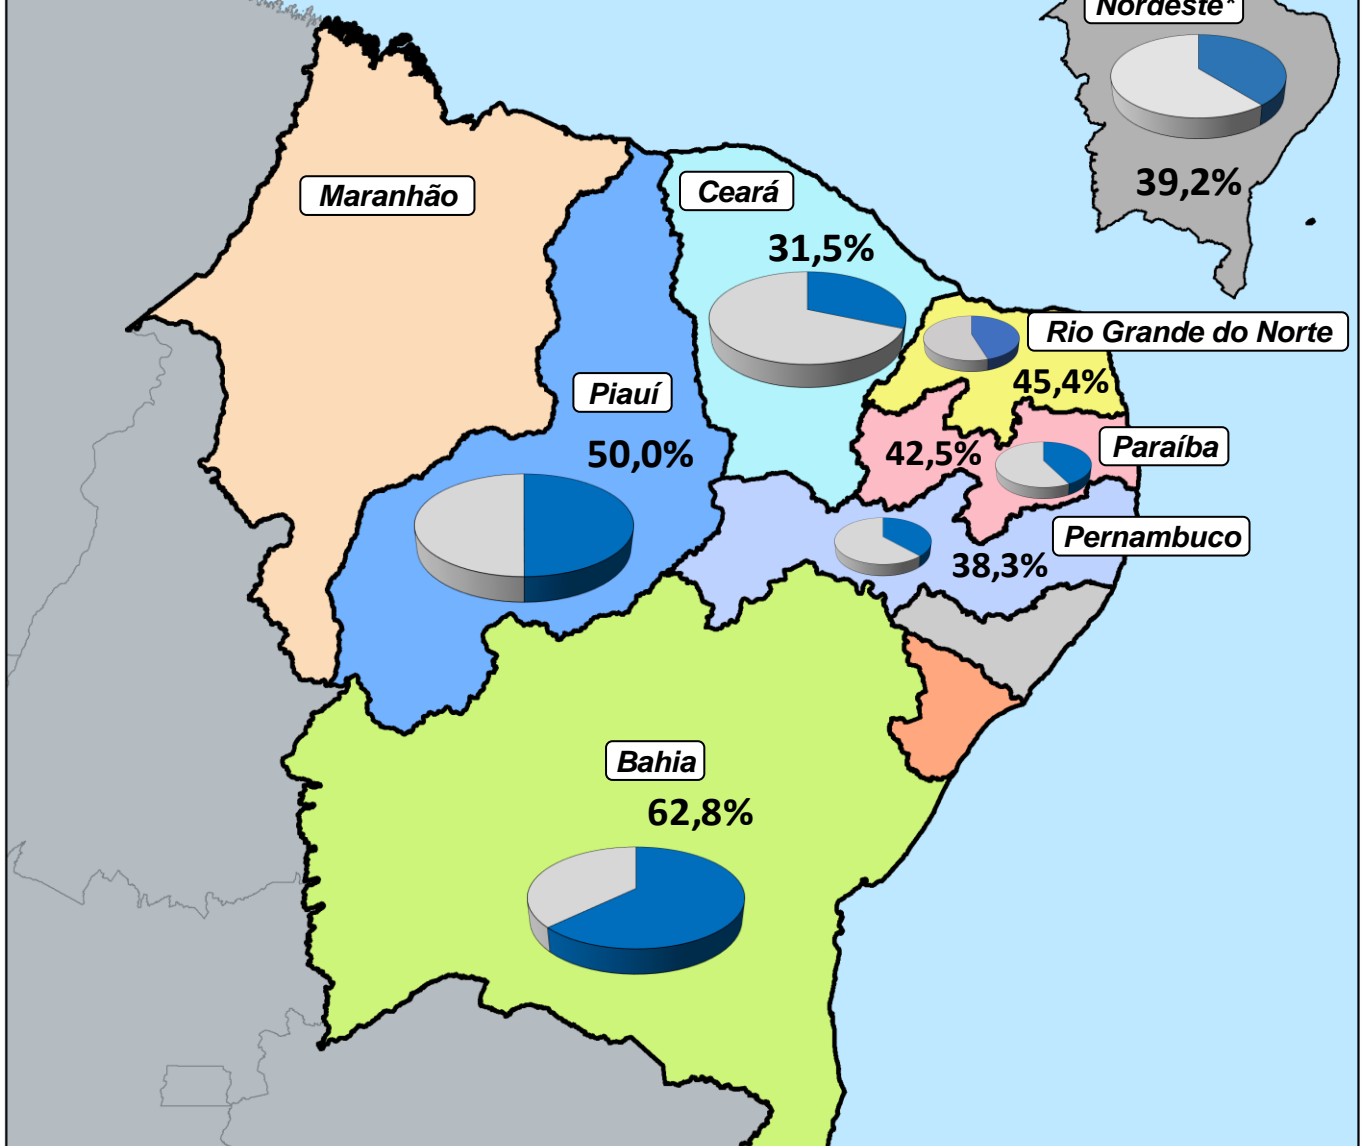 Nordeste*
39,2%
Maranhão
Ceará
31,5%
Rio Grande do Norte
45,4%
Piauí
50,0%
42,5%
Paraíba
Pernambuco
38,3%
Bahia
62,8%